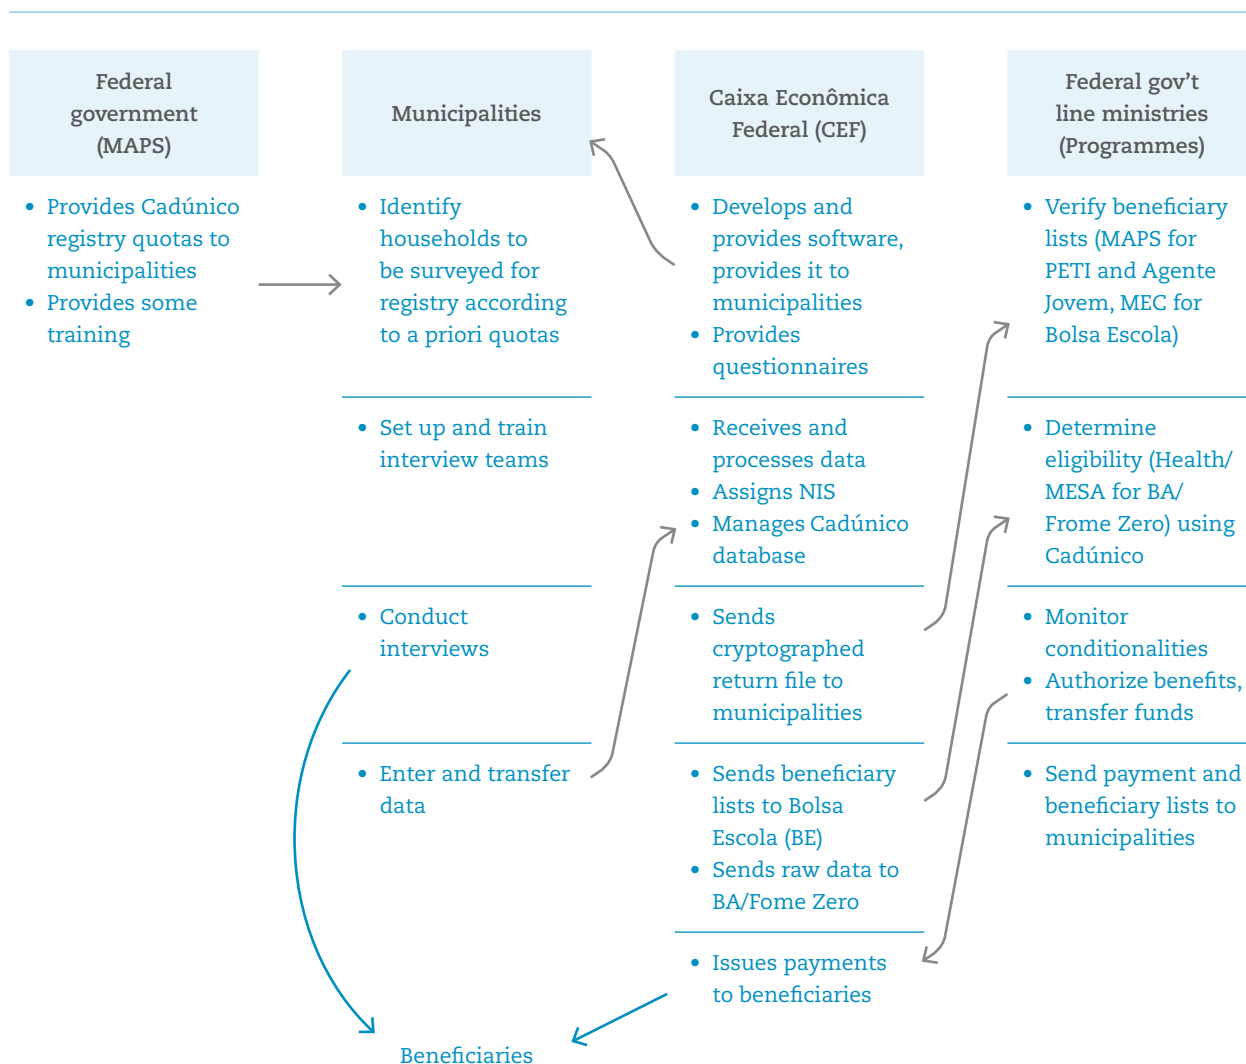 Federal
government
(MAPS)
Municipalities
Caixa Econômica
Federal (CEF)
Federal gov’t
line ministries
(Programmes)
• Provides Cadúnico
registry quotas to
municipalities
• Provides some
training
• Identify
households to
be surveyed for
registry according
to a priori quotas
• Set up and train
interview teams
• Conduct
interviews
• Enter and transfer
data
• Develops and
provides software,
provides it to
municipalities
• Provides
questionnaires
• Receives and
processes data
• Assigns NIS
• Manages Cadúnico
database
• Sends
cryptographed
return file to
municipalities
• Sends beneficiary
lists to Bolsa
Escola (BE)
• Sends raw data to
BA/Fome Zero
• Issues payments
to beneficiaries
• Verify beneficiary
lists (MAPS for
PETI and Agente
Jovem, MEC for
Bolsa Escola)
• Determine
eligibility (Health/
MESA for BA/
Frome Zero) using
Cadúnico
• Monitor
conditionalities
• Authorize benefits,
transfer funds
• Send payment and
beneficiary lists to
municipalities
Beneficiaries